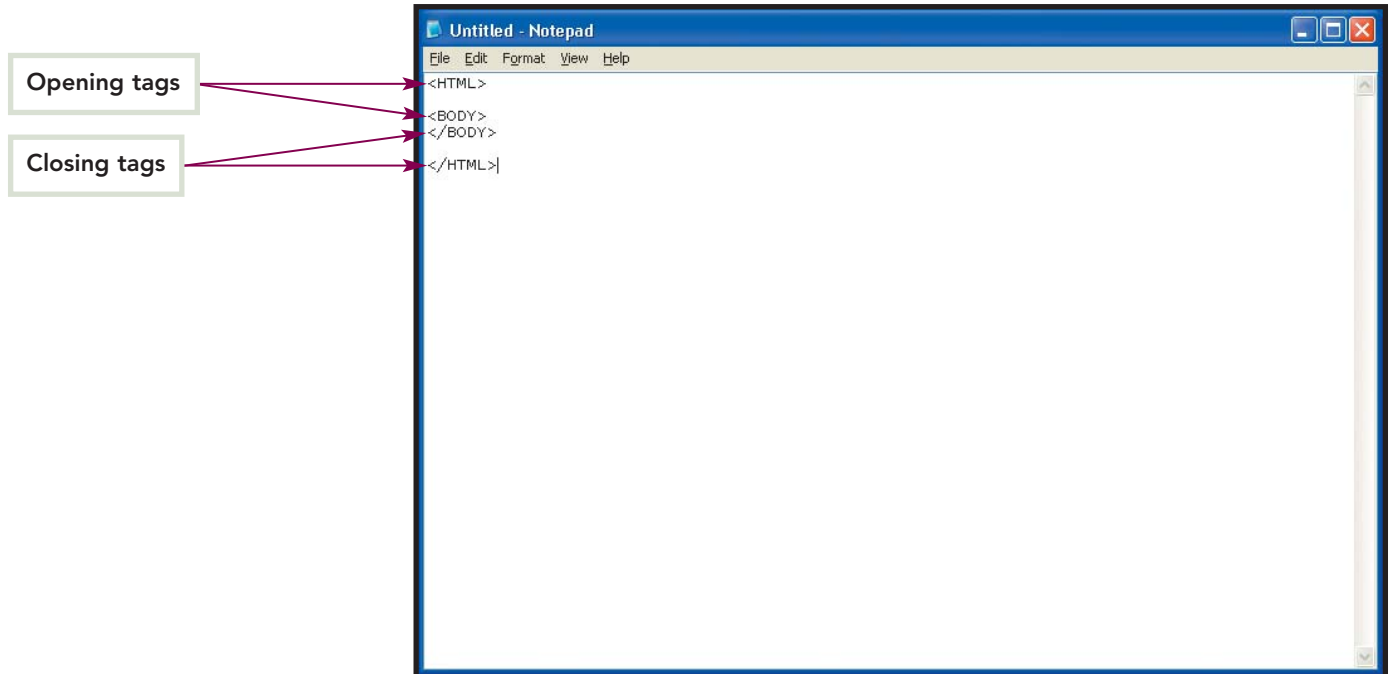 Untitled - Notepad
File Edit Format View Help
Opening tags
<HTML>
<BODY>
</BODY>
Closing tags
</HTML>